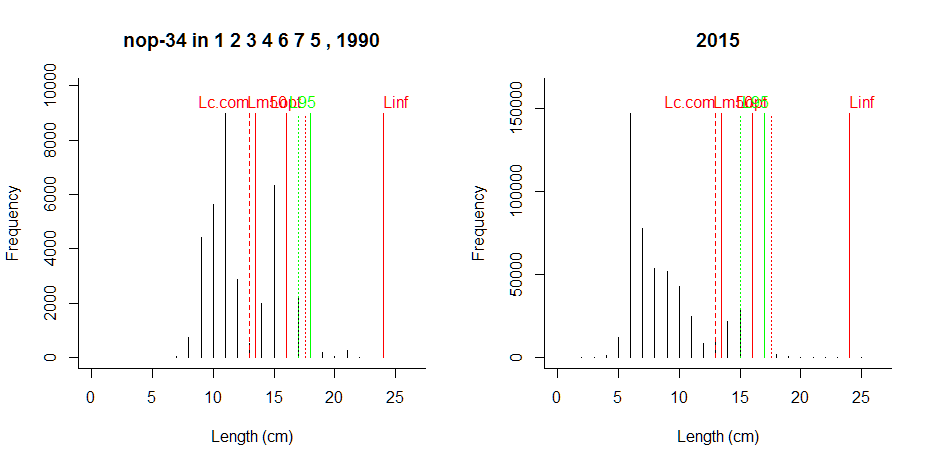 nop-34 in 1 2 3 4 6 7 5 , 1990
Frequency
0
2000
4000
6000
8000
10000
Lc.com
Linf
0 5 10 15 20 25
Length (cm)
2015
Frequency
0
50000
100000
150000
Lc.com
Linf
0 5 10 15 20 25
Length (cm)